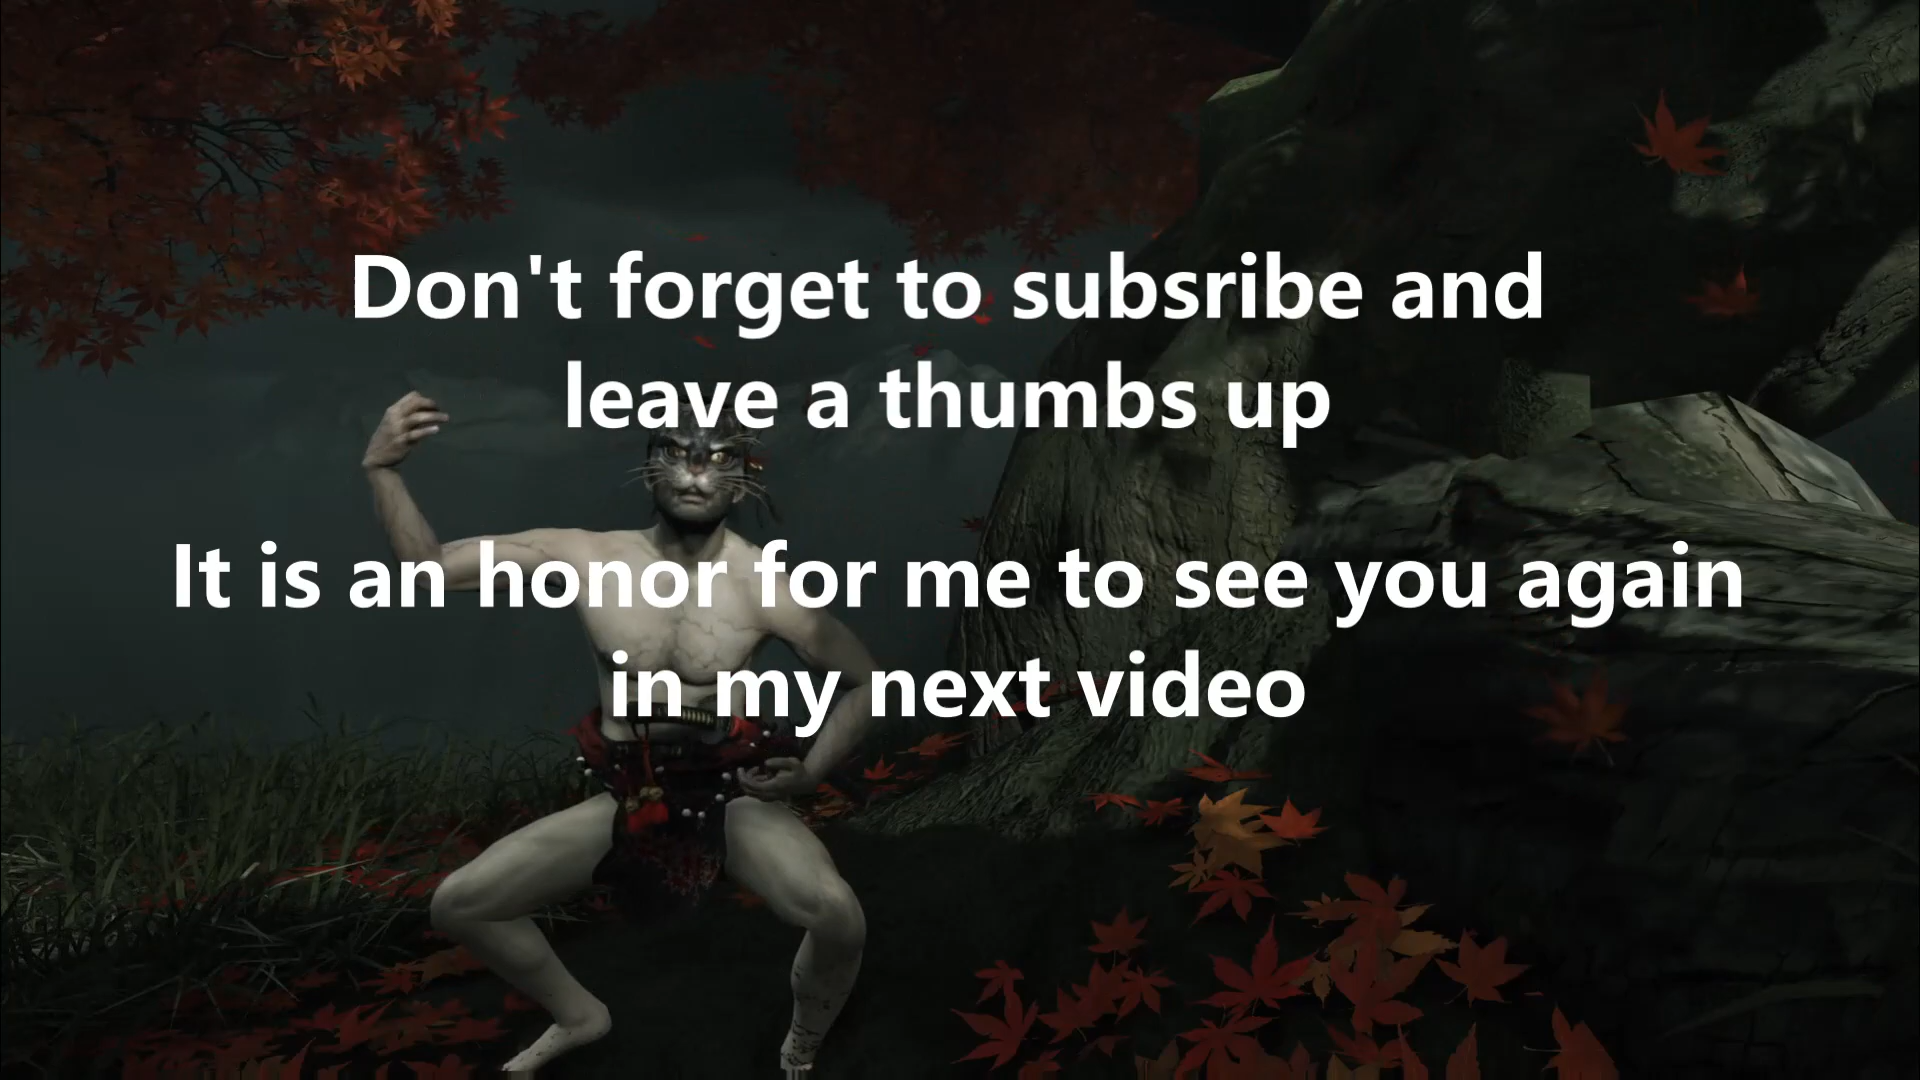 Don't forget to subsribe and
leave a thumbs up
It is an honor for me to see you again
in my next video